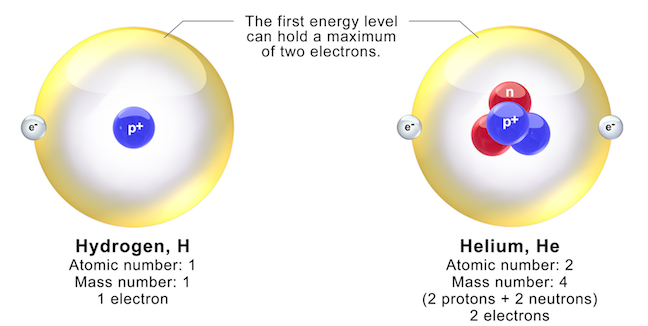 The first energy level
can hold a maximum
of two electrons.
e-
p+
e-
n
p+
e-
Hydrogen, H
Atomic number: 1
Mass number: 1
1 electron
Helium, He
Atomic number: 2
Mass number: 4
(2 protons + 2 neutrons)
2 electrons